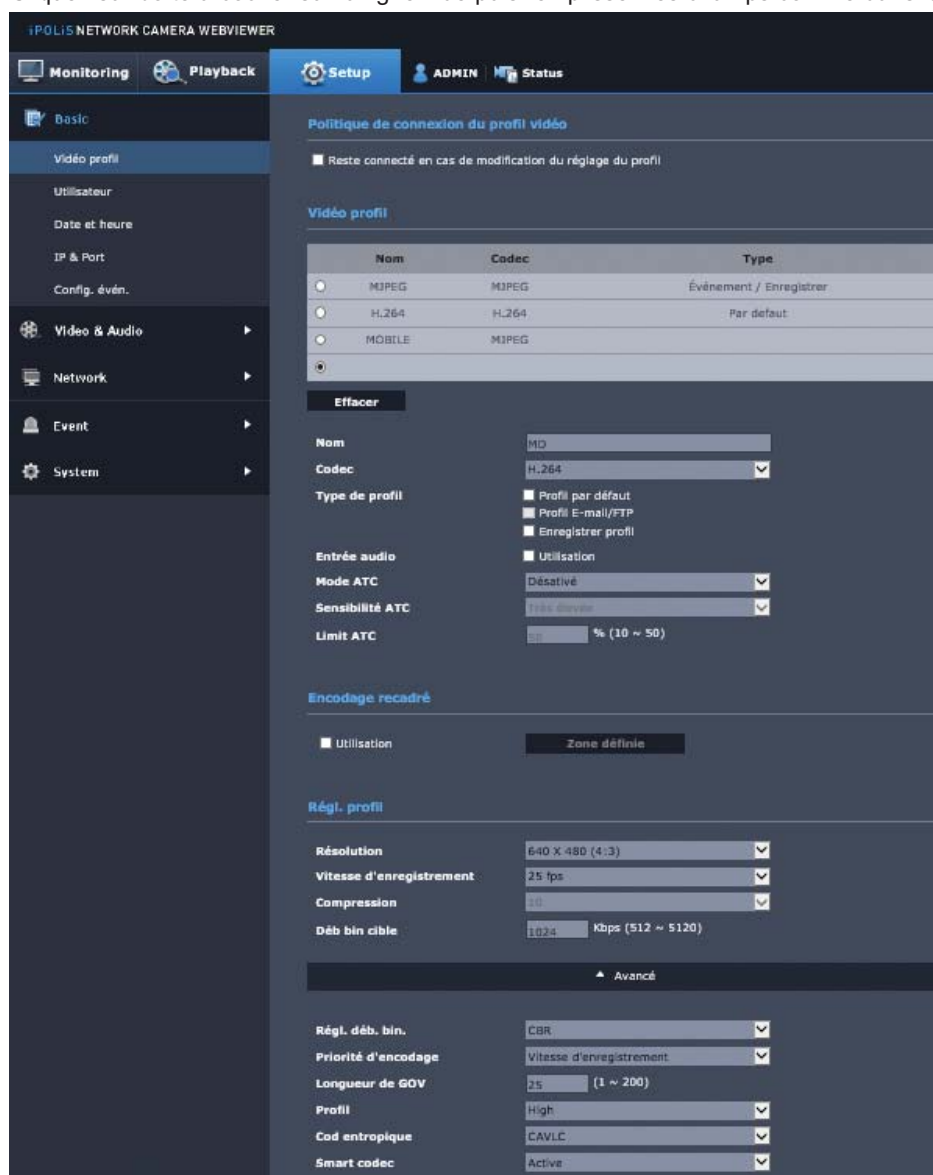 iPOLiS NETWORK CAMERA WEBVIEWER
Monitoring Playback Setup ADMIN Status
Basic
Vidéo profil
Utilisateur
Date et heure
IP & Port
Config. évén.
Video & Audio
Network
Event
System
Politique de connexion du profil vidéo
Reste connecté en cas de modification du réglage du profil
Vidéo profil
Nom Codec Type
MJPEG MJPEG Évènement / Enregistrer
H.264 H.264 Par defaut
MOBILE MJPEG
Effacer
Nom MD
Codec H.264
Type de profil Profil par défaut
Profil E-mail/FTP
Enregistrer profil
Entrée audio Utilisation
Mode ATC Désativé
Sensibilité ATC Très élevée
Limit ATC 50 % (10 ~ 50)
Encodage recadré
Utilisation Zone définie
Régl. profil
Résolution 640 X 480 (4:3)
Vitesse d'enregistrement 25 fps
Compression 10
Déb bin cible 1024 Kbps (512 ~ 5120)
Avancé
Régl. déb. bin. CBR
Priorité d'encodage Vitesse d'enregistrement
Longueur de GOV 25 (1 ~ 200)
Profil High
Cod entropique CAVLC
Smart codec Active